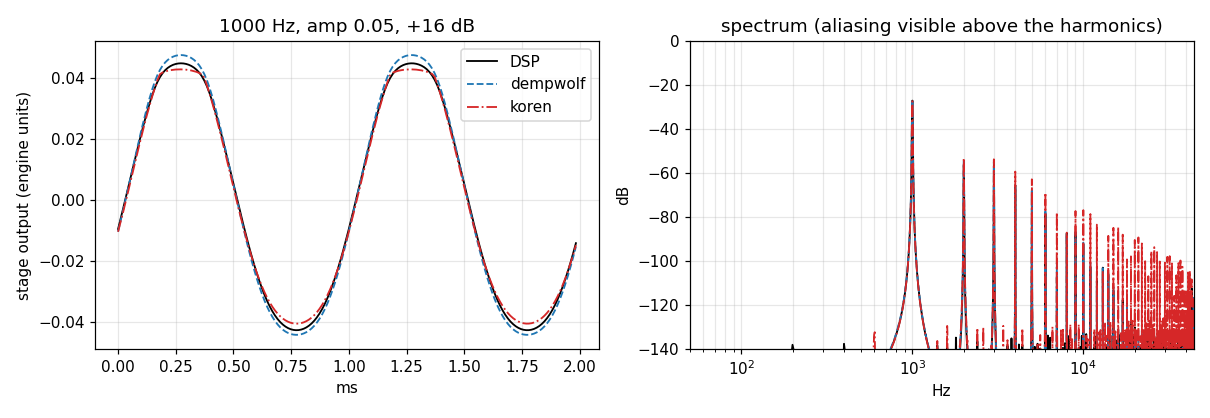 1000 Hz, amp 0.05, +16 dB
stage output (engine units)
0.04
0.02
0.00
−0.02
−0.04
DSP
dempwolf
koren
0.00 0.25 0.50 0.75 1.00 1.25 1.50 1.75 2.00
ms
spectrum (aliasing visible above the harmonics)
dB
0
−20
−40
−60
−80
−100
−120
−140
10² 10³ 10⁴
Hz